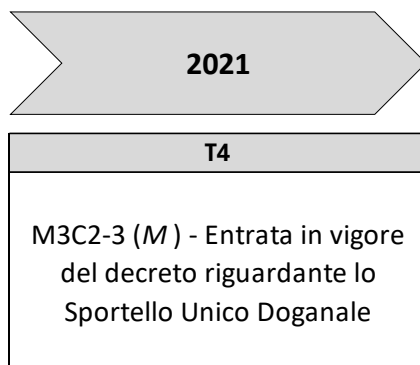 2021
T4
M3C2-3 (M ) - Entrata in vigore
del decreto riguardante lo
Sportello Unico Doganale